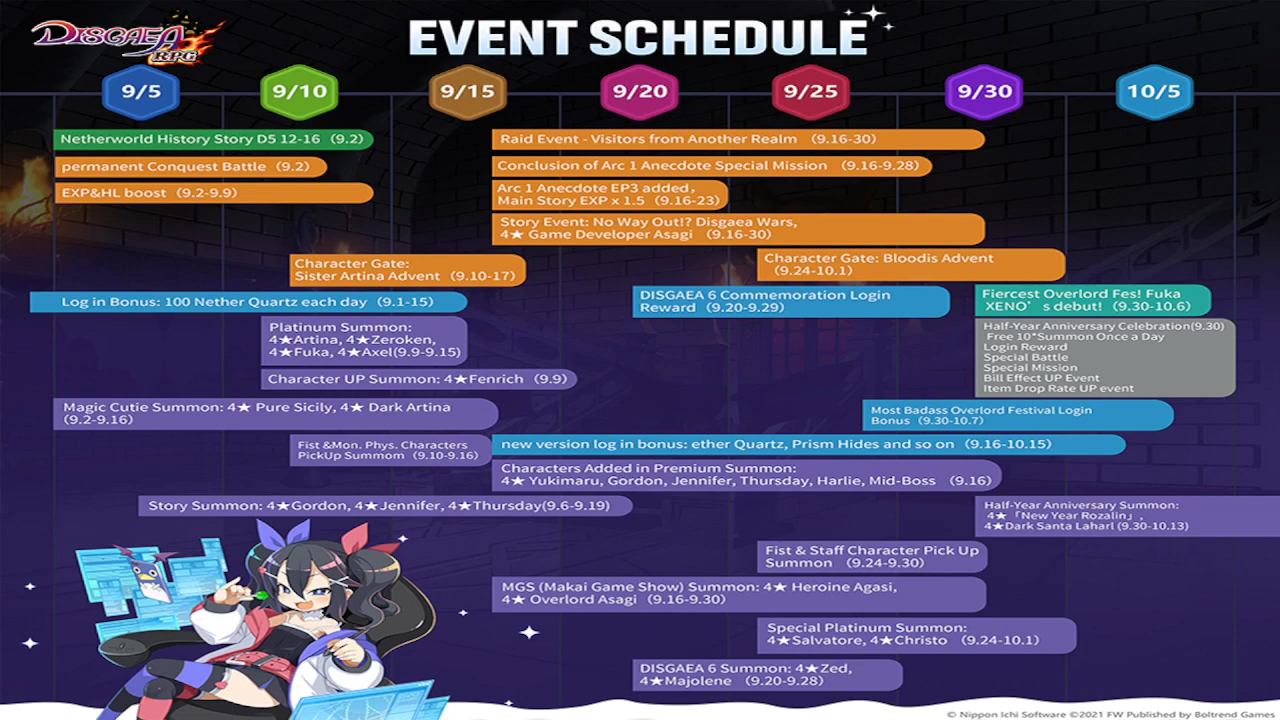 DISGAEA RPG
EVENT SCHEDULE
9/5
9/10
9/15
9/20
9/25
9/30
10/5
Netherworld History Story D5 12-16 (9.2)
permanent Conquest Battle (9.2)
EXP&HL boost (9.2-9.9)
Raid Event - Visitors from Another Realm (9.16-30)
Conclusion of Arc 1 Anecdote Special Mission (9.16-9.28)
Arc 1 Anecdote EP3 added,
Main Story EXP x 1.5 (9.16-23)
Story Event: No Way Out!? Disgaea Wars,
4★ Game Developer Asagi (9.16-30)
Character Gate:
Sister Artina Advent (9.10-17)
Character Gate: Bloodis Advent
(9.24-10.1)
Log in Bonus: 100 Nether Quartz each day (9.1-15)
DISGAEA 6 Commemoration Login
Reward (9.20-9.29)
Fiercest Overlord Fes! Fuka
XENO’s debut! (9.30-10.6)
Platinum Summon:
4★Artina, 4★Zeroken,
4★Fuka, 4★Axel(9.9-9.15)
Half-Year Anniversary Celebration(9.30)
Free 10*Summon Once a Day
Login Reward
Special Battle
Special Mission
Bill Effect UP Event
Item Drop Rate UP event
Character UP Summon: 4★Fenrich (9.9)
Magic Cutie Summon: 4★ Pure Sicily, 4★ Dark Artina
(9.2-9.16)
Most Badass Overlord Festival Login
Bonus (9.30-10.7)
Fist &Mon. Phys. Characters
PickUp Summom (9.10-9.16)
new version log in bonus: ether Quartz, Prism Hides and so on (9.16-10.15)
Characters Added in Premium Summon:
4★ Yukimaru, Gordon, Jennifer, Thursday, Harlie, Mid-Boss (9.16)
Story Summon: 4★Gordon, 4★Jennifer, 4★Thursday(9.6-9.19)
Half-Year Anniversary Summon:
4★「New Year Rozalin」,
4★Dark Santa Laharl (9.30-10.13)
Fist & Staff Character Pick Up
Summon (9.24-9.30)
MGS (Makai Game Show) Summon: 4★ Heroine Agasi,
4★ Overlord Asagi (9.16-9.30)
Special Platinum Summon:
4★Salvatore, 4★Christo (9.24-10.1)
DISGAEA 6 Summon: 4★Zed,
4★Majolene (9.20-9.28)
© Nippon Ichi Software ©2021 FW Published by Boltrend Games